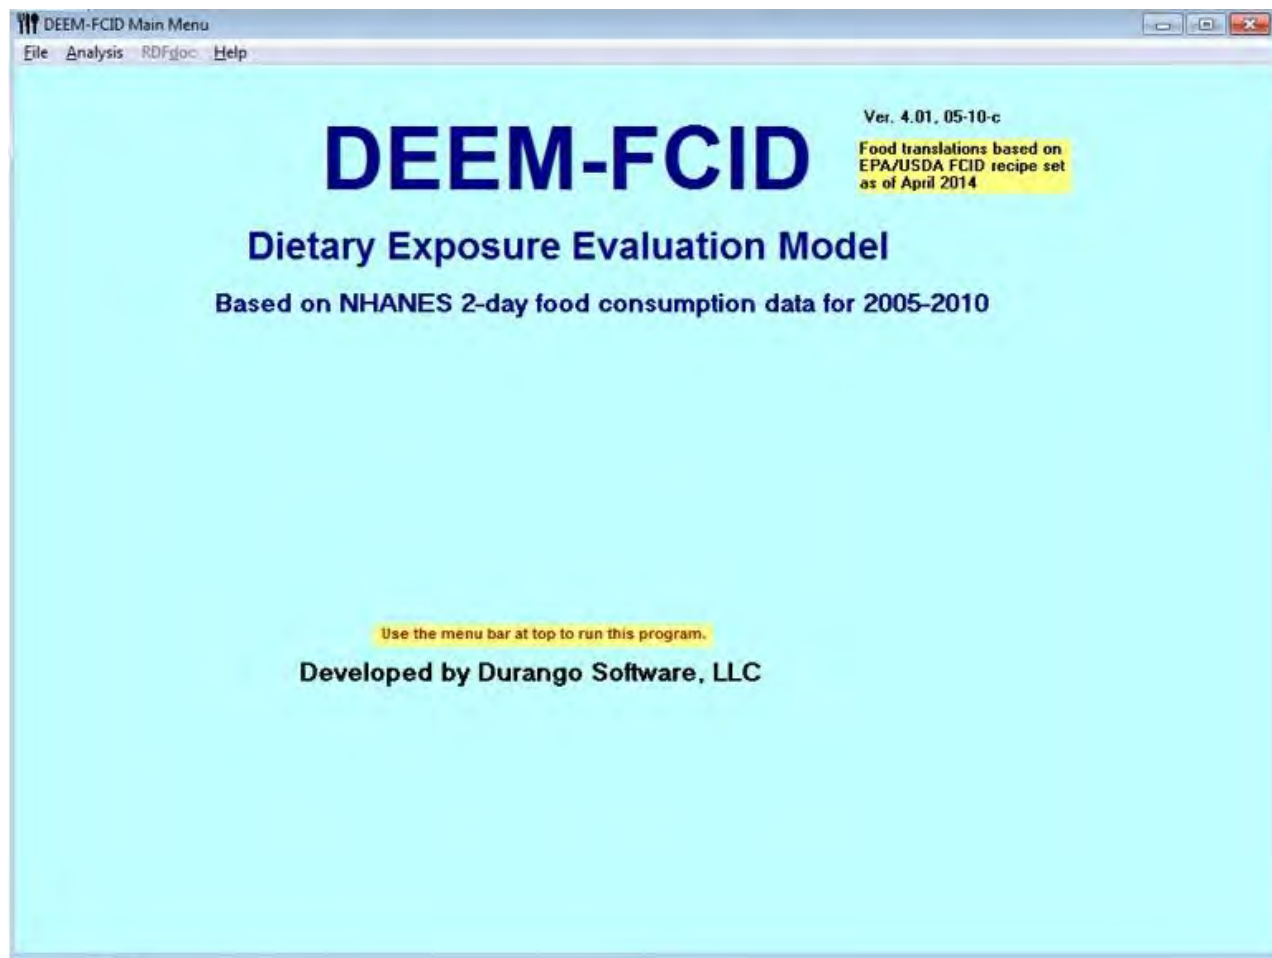 DEEM-FCID Main Menu
File Analysis RDFdoc Help
Ver. 4.01, 05-10-c
DEEM-FCID
Food translations based on
EPA/USDA FCID recipe set
as of April 2014
Dietary Exposure Evaluation Model
Based on NHANES 2-day food consumption data for 2005-2010
Use the menu bar at top to run this program.
Developed by Durango Software, LLC